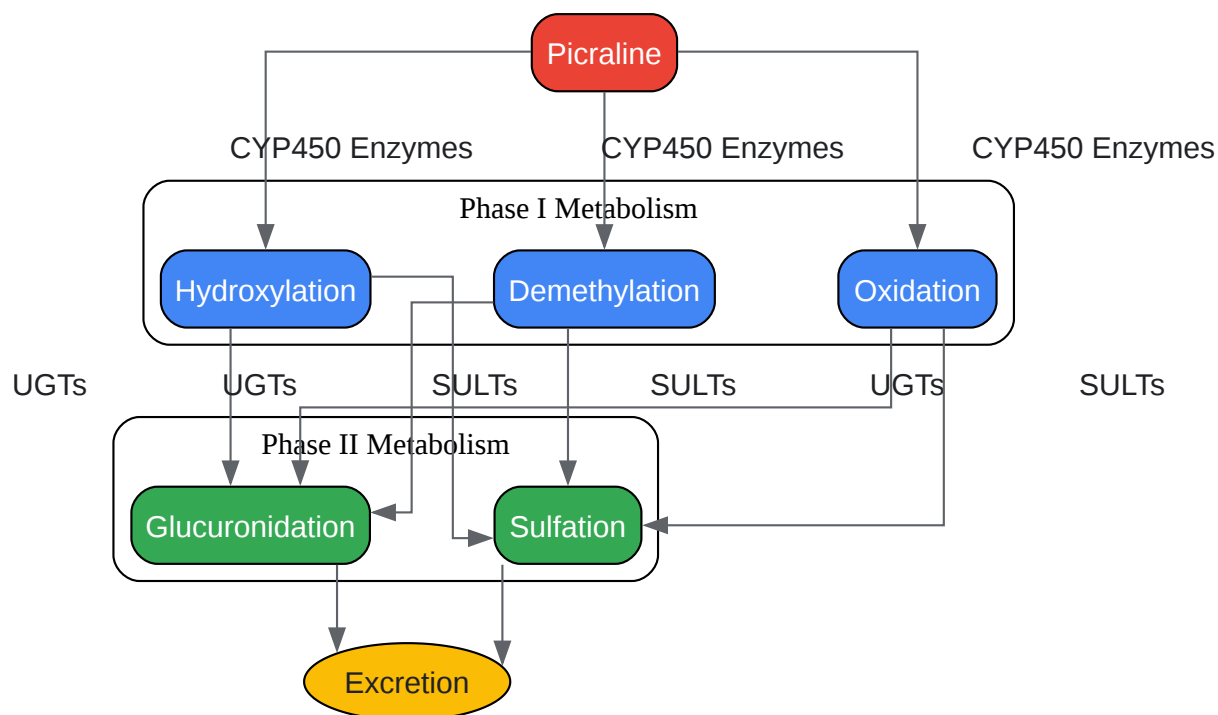 Picraline
CYP450 Enzymes
CYP450 Enzymes
CYP450 Enzymes
Phase I Metabolism
Hydroxylation
Demethylation
Oxidation
UGTs
UGTs
SULTs
SULTs
UGTs
SULTs
Phase II Metabolism
Glucuronidation
Sulfation
Excretion